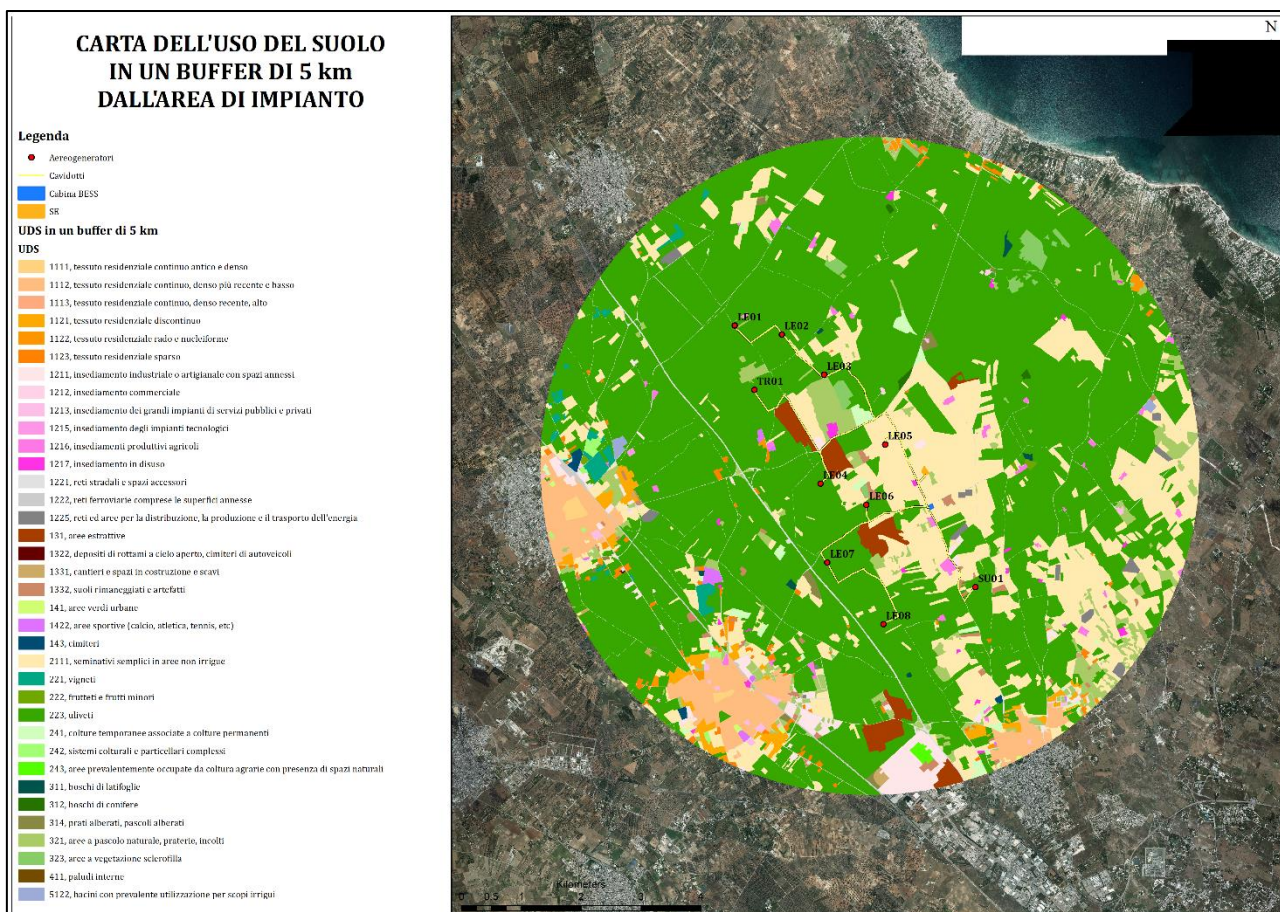 CARTA DELL'USO DEL SUOLO
IN UN BUFFER DI 5 km
DALL'AREA DI IMPIANTO
Legenda
Aereogeneratori
Cavidotti
Cabina BESS
SE
UDS in un buffer di 5 km
UDS
1111, tessuto residenziale continuo antico e denso
1112, tessuto residenziale continuo, denso più recente e basso
1113, tessuto residenziale continuo, denso recente, alto
1121, tessuto residenziale discontinuo
1122, tessuto residenziale rado e nucleiforme
1123, tessuto residenziale sparso
1211, insediamento industriale o artigianale con spazi annessi
1212, insediamento commerciale
1213, insediamento dei grandi impianti di servizi pubblici e privati
1215, insediamento degli impianti tecnologici
1216, insediamenti produttivi agricoli
1217, insediamento in disuso
1221, reti stradali e spazi accessori
1222, reti ferroviarie comprese le superfici annesse
1225, reti ed aree per la distribuzione, la produzione e il trasporto dell'energia
131, aree estrattive
1322, depositi di rottami a cielo aperto, cimiteri di autoveicoli
1331, cantieri e spazi in costruzione e scavi
1332, suoli rimaneggiati e artefatti
141, aree verdi urbane
1422, aree sportive (calcio, atletica, tennis, etc)
143, cimiteri
2111, seminativi semplici in aree non irrigue
221, vigneti
222, frutteti e frutti minori
223, uliveti
241, colture temporanee associate a colture permanenti
242, sistemi colturali e particellari complessi
243, aree prevalentemente occupate da coltura agrarie con presenza di spazi naturali
311, boschi di latifoglie
312, boschi di conifere
314, prati alberati, pascoli alberati
321, aree a pascolo naturale, praterie, incolti
323, aree a vegetazione sclerofilla
411, paludi interne
5122, bacini con prevalente utilizzazione per scopi irrigui
N
LE01
LE02
LE03
TR01
LE05
LE04
LE06
LE07
SU01
LE08
Kilometers
0 0.5 1 2 3 4